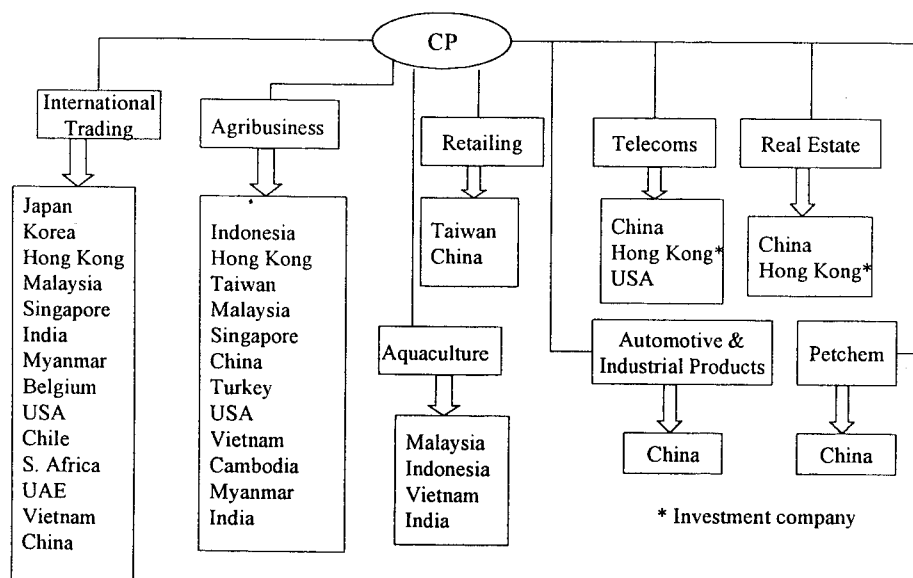 CP
International
Trading
Japan
Korea
Hong Kong
Malaysia
Singapore
India
Myanmar
Belgium
USA
Chile
S. Africa
UAE
Vietnam
China
Agribusiness
Indonesia
Hong Kong
Taiwan
Malaysia
Singapore
China
Turkey
USA
Vietnam
Cambodia
Myanmar
India
Retailing
Taiwan
China
Aquaculture
Malaysia
Indonesia
Vietnam
India
Telecoms
China
Hong Kong*
USA
Real Estate
China
Hong Kong*
Automotive &
Industrial Products
China
Petchem
China
* Investment company